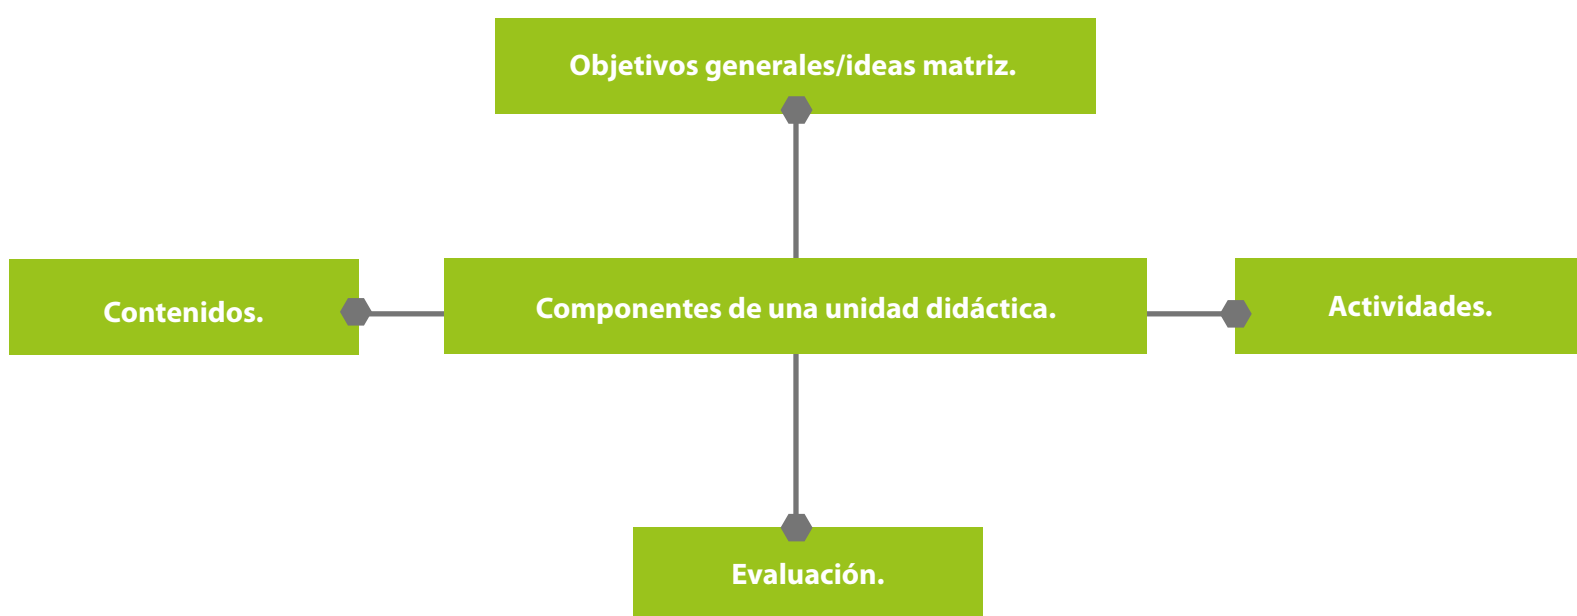 Objetivos generales/ideas matriz.
Contenidos.
Componentes de una unidad didáctica.
Actividades.
Evaluación.